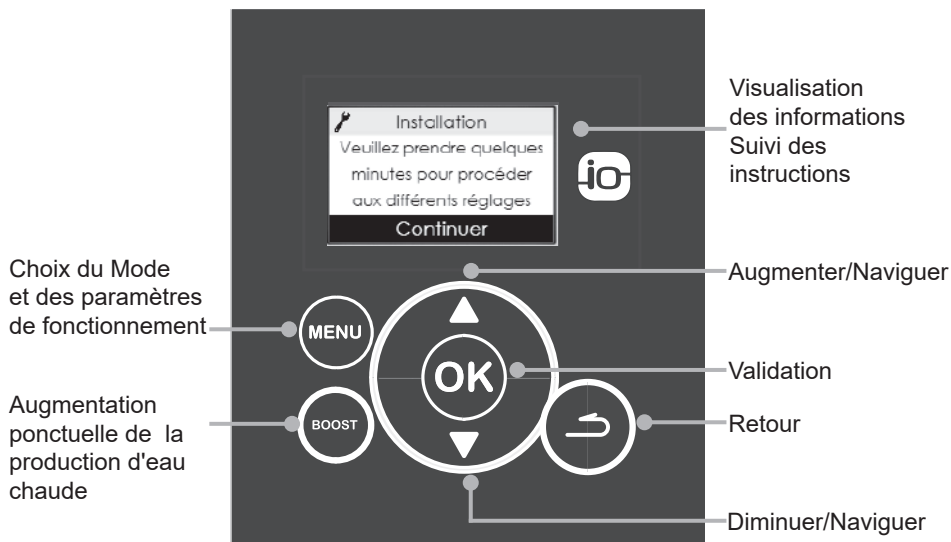 Installation
Veuillez prendre quelques
minutes pour procéder
aux différents réglages
Continuer
io
Visualisation
des informations
Suivi des
instructions
Augmenter/Naviguer
Choix du Mode
et des paramètres
de fonctionnement
MENU
OK
Validation
Augmentation
ponctuelle de la
production d'eau
chaude
BOOST
Retour
Diminuer/Naviguer